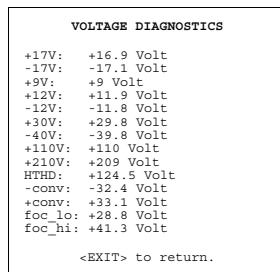 VOLTAGE DIAGNOSTICS
+17V: +16.9 Volt
-17V: -17.1 Volt
+9V: +9 Volt
+12V: +11.9 Volt
-12V: -11.8 Volt
+30V: +29.8 Volt
-40V: -39.8 Volt
+110V: +110 Volt
+210V: +209 Volt
HTHD: +124.5 Volt
-conv: -32.4 Volt
+conv: +33.1 Volt
foc_lo: +28.8 Volt
foc_hi: +41.3 Volt
<EXIT> to return.